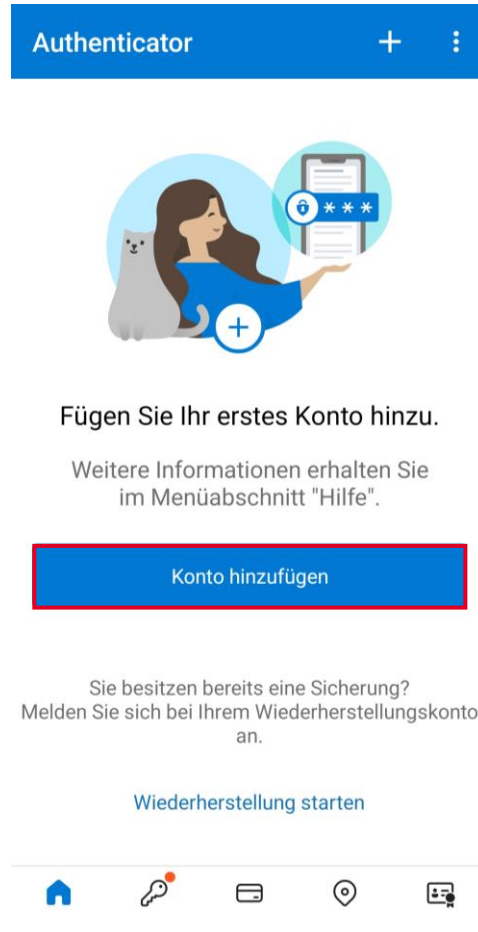 Authenticator
***
Fügen Sie Ihr erstes Konto hinzu.
Weitere Informationen erhalten Sie
im Menüabschnitt "Hilfe".
Konto hinzufügen
Sie besitzen bereits eine Sicherung?
Melden Sie sich bei Ihrem Wiederherstellungskonto
an.
Wiederherstellung starten